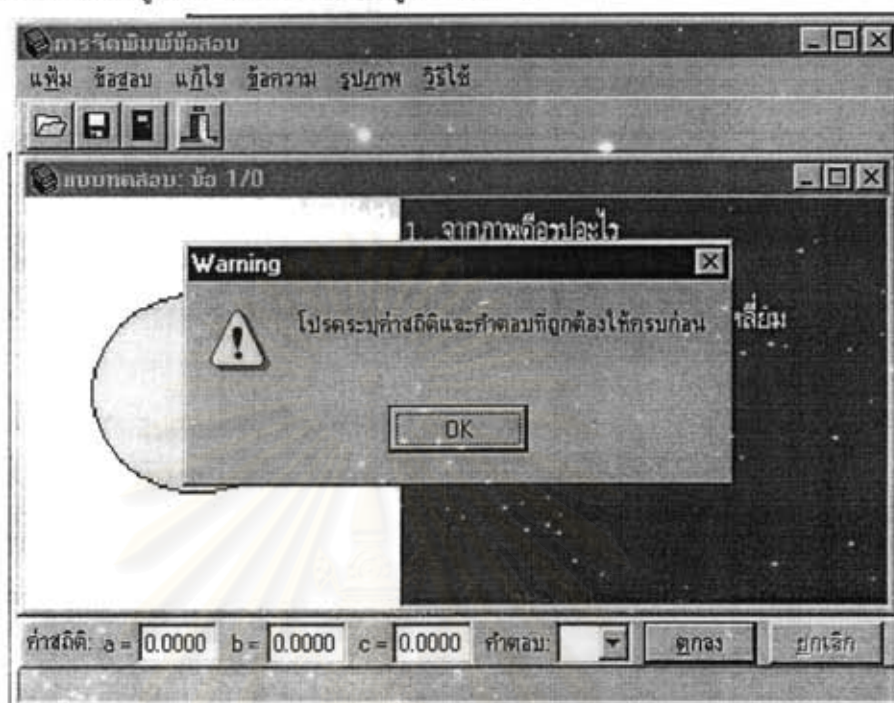 การจัดพิมพ์ข้อสอบ
แฟ้ม ข้อสอบ แก้ไข ข้อความ รูปภาพ วิธีใช้
แบบทดสอบ: ข้อ 1/0
1. จากภาพคือรูปอะไร
เหลี่ยม
Warning
โปรดระบุค่าสถิติและคำตอบที่ถูกต้องให้ครบก่อน
OK
ค่าสถิติ: a = 0.0000 b = 0.0000 c = 0.0000 คำตอบ: ตกลง ยกเลิก